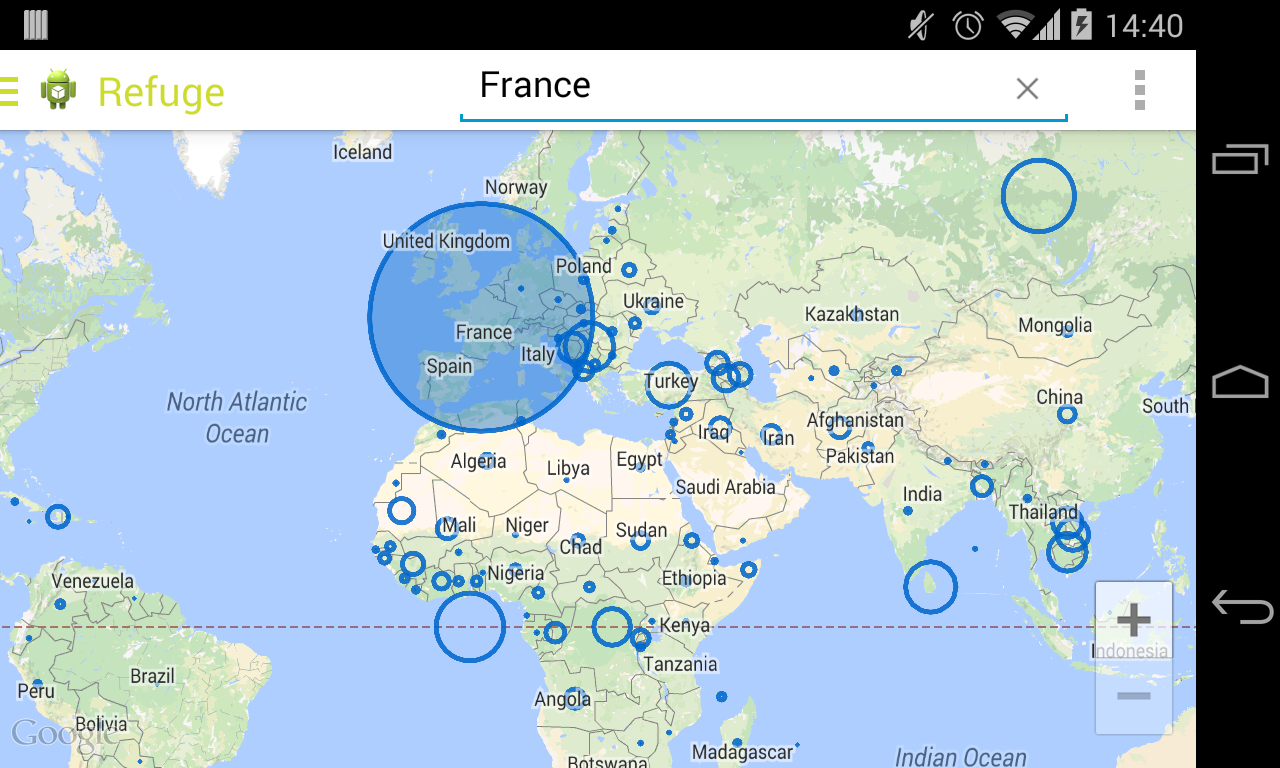 14:40
Refuge
France
Iceland
Norway
United Kingdom
Poland
Ukraine
France
Kazakhstan
Mongolia
Italy
Spain
Turkey
North Atlantic
Ocean
China
South
Afghanistan
Iraq
Iran
Pakistan
Algeria
Libya
Egypt
Saudi Arabia
India
Mali
Niger
Sudan
Chad
Thailand
Venezuela
Nigeria
Ethiopia
Kenya
Indonesia
Tanzania
Brazil
Peru
Angola
Bolivia
Google
Madagascar
Botswana
Indian Ocean